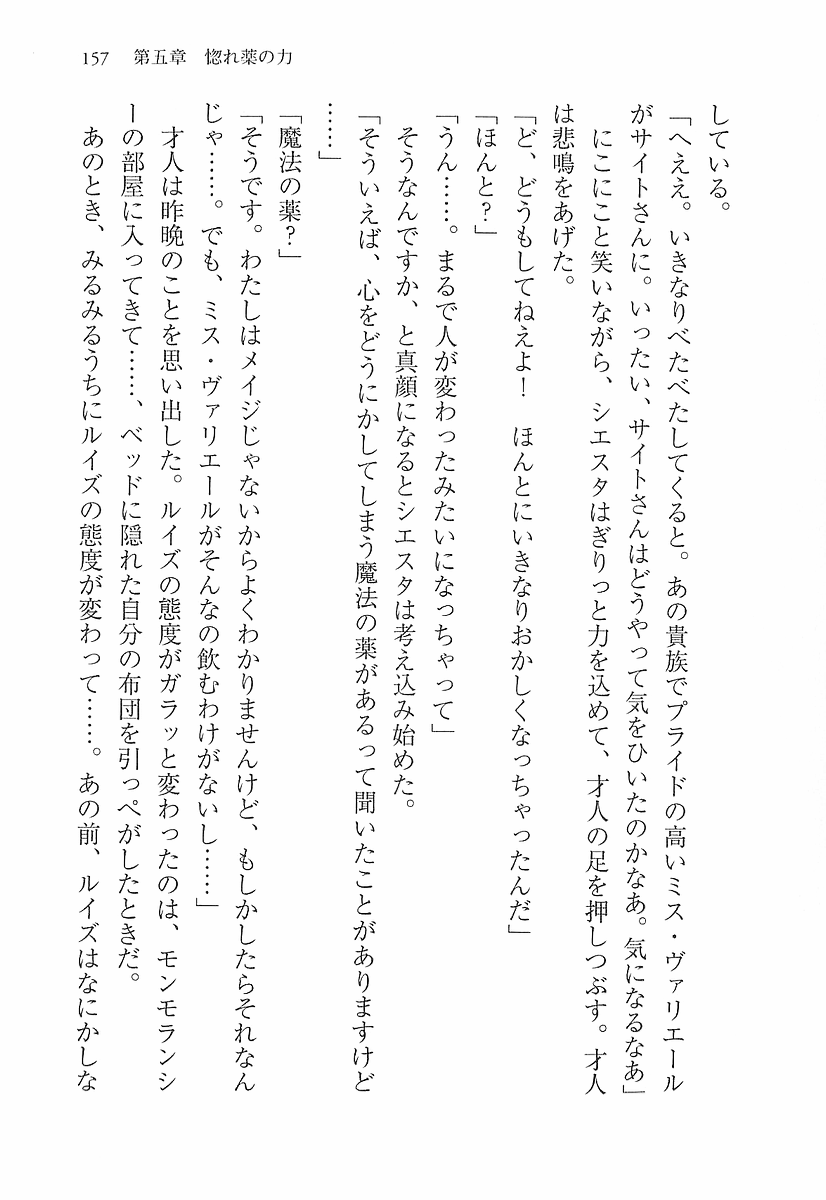 157　第五章　惚れ薬の力
している。
「へええ。いきなりべたべたしてくると。あの貴族でプライドの高いミス・ヴァリエール
がサイトさんに。いったい、サイトさんはどうやって気をひいたのかなあ。気になるなあ」
　にこにこと笑いながら、シエスタはぎりっと力を込めて、才人の足を押しつぶす。才人
は悲鳴をあげた。
「ど、どうもしてねえよ！　ほんとにいきなりおかしくなっちゃったんだ」
「ほんと？」
「うん……。まるで人が変わったみたいになっちゃって」
　そうなんですか、と真顔になるとシエスタは考え込み始めた。
「そういえば、心をどうにかしてしまう魔法の薬があるって聞いたことがありますけど
……」
「魔法の薬？」
「そうです。わたしはメイジじゃないからよくわかりませんけど、もしかしたらそれなん
じゃ……。でも、ミス・ヴァリエールがそんなの飲むわけがないし……」
　才人は昨晩のことを思い出した。ルイズの態度がガラッと変わったのは、モンモランシ
ーの部屋に入ってきて……、ベッドに隠れた自分の布団を引っぺがしたときだ。
　あのとき、みるみるうちにルイズの態度が変わって……。あの前、ルイズはなにかしな